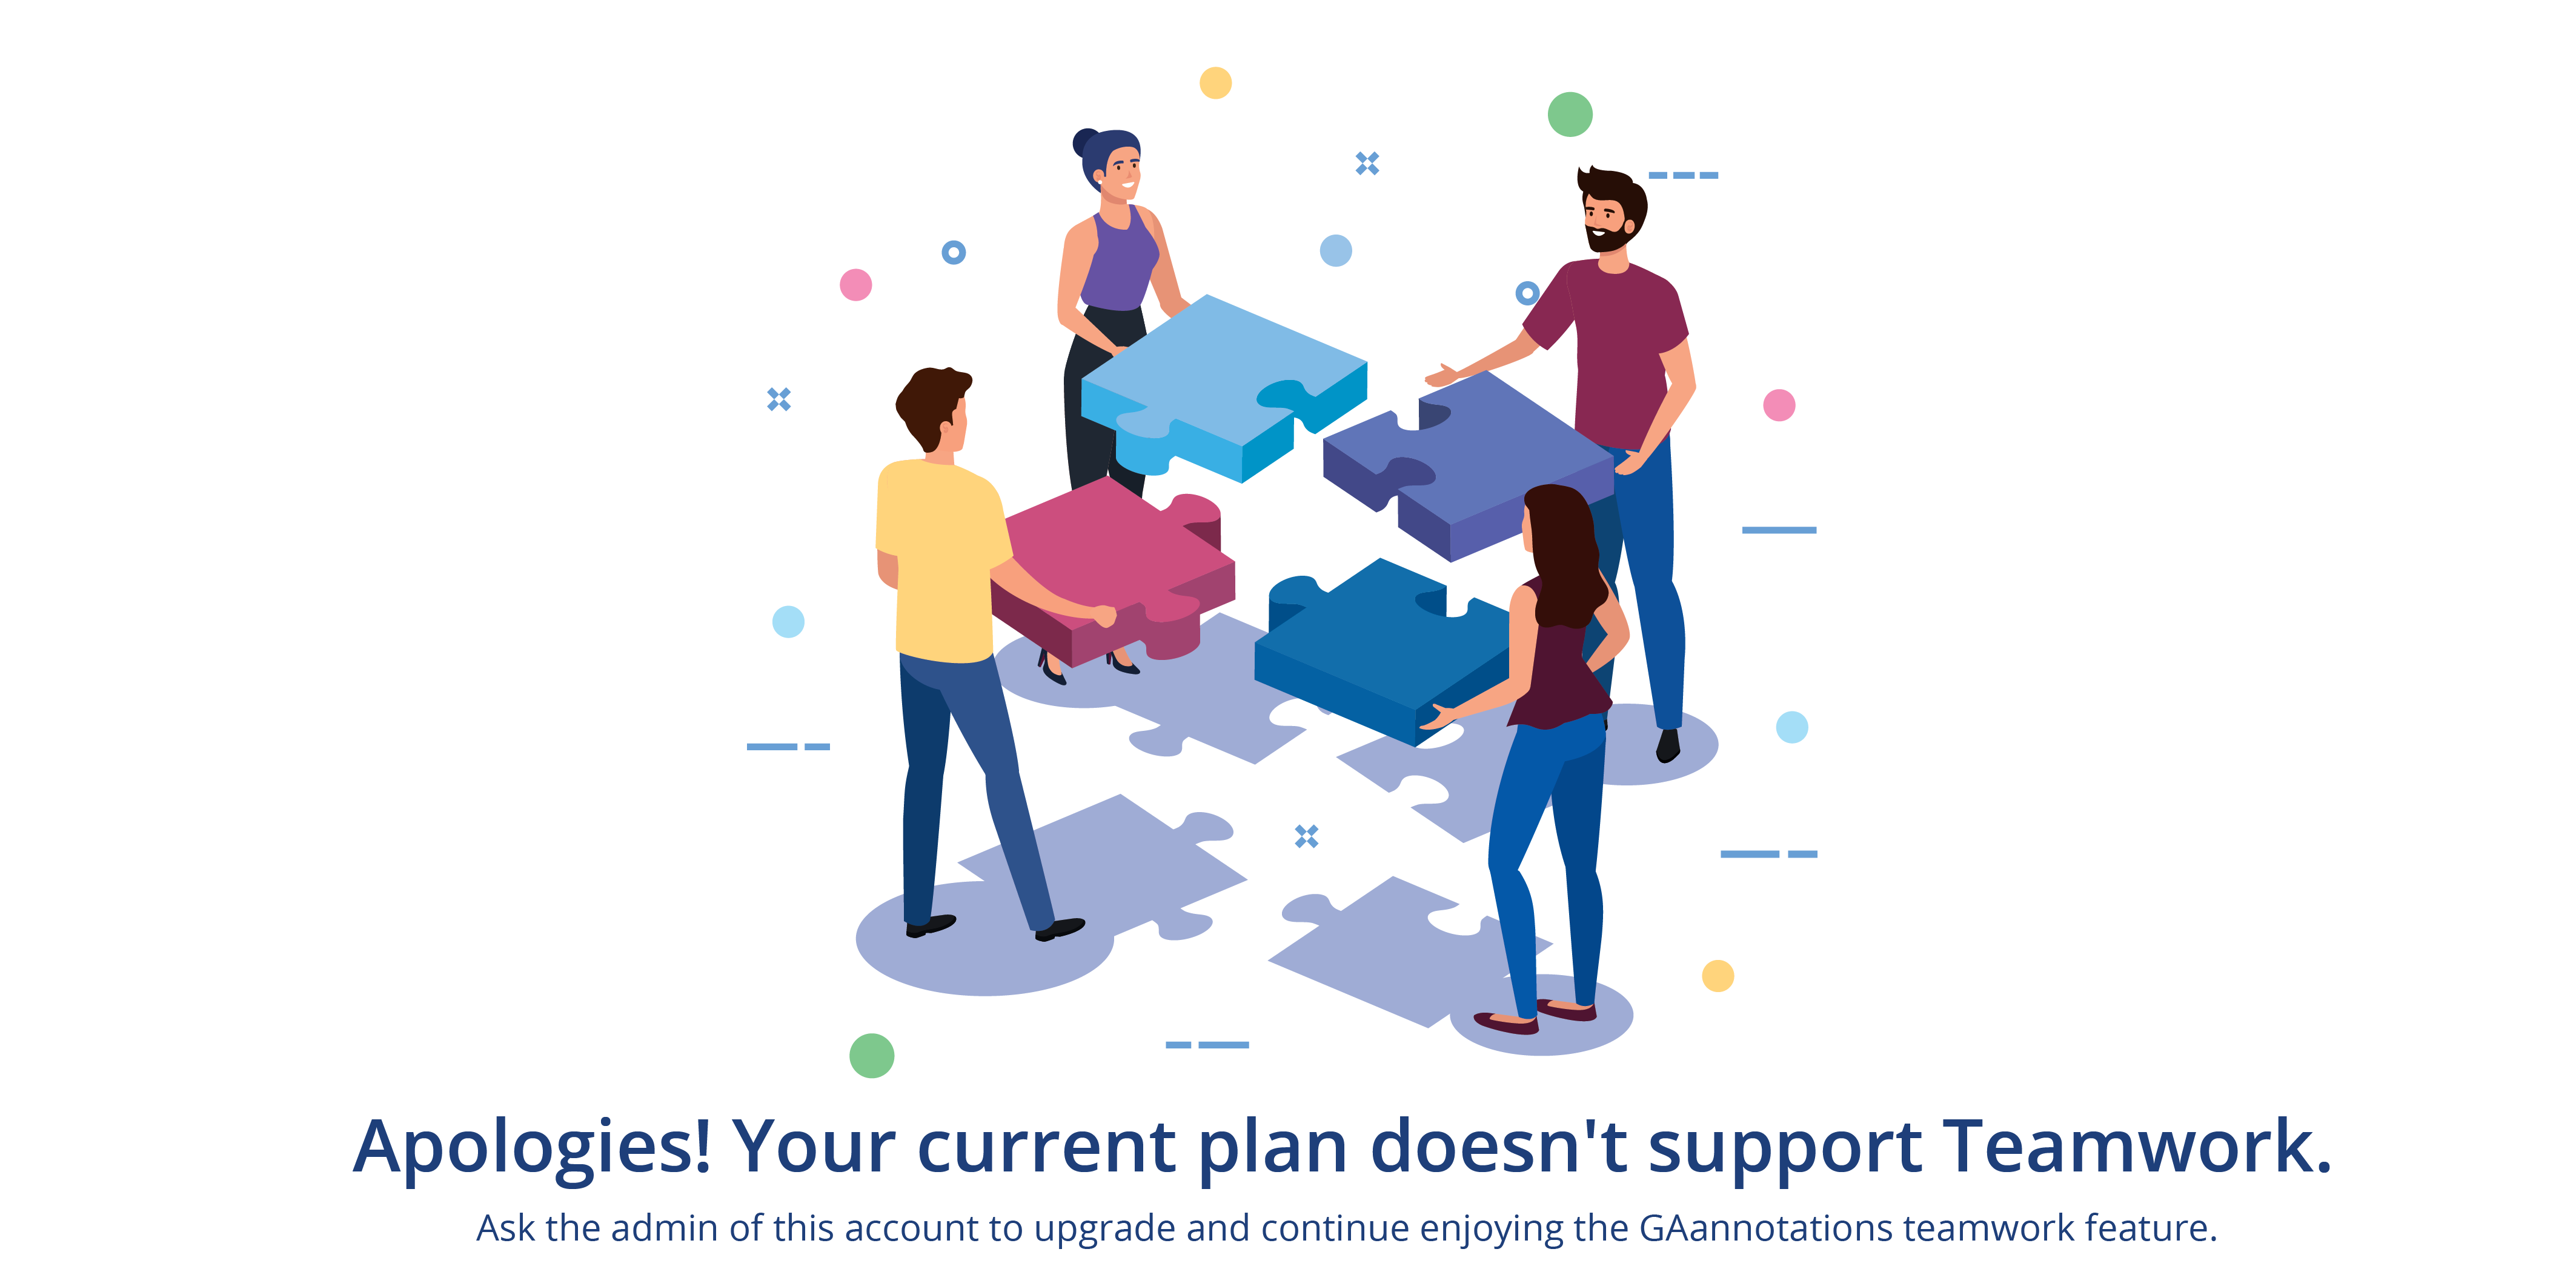 Apologies! Your current plan doesn't support Teamwork.
Ask the admin of this account to upgrade and continue enjoying the GAannotations teamwork feature.